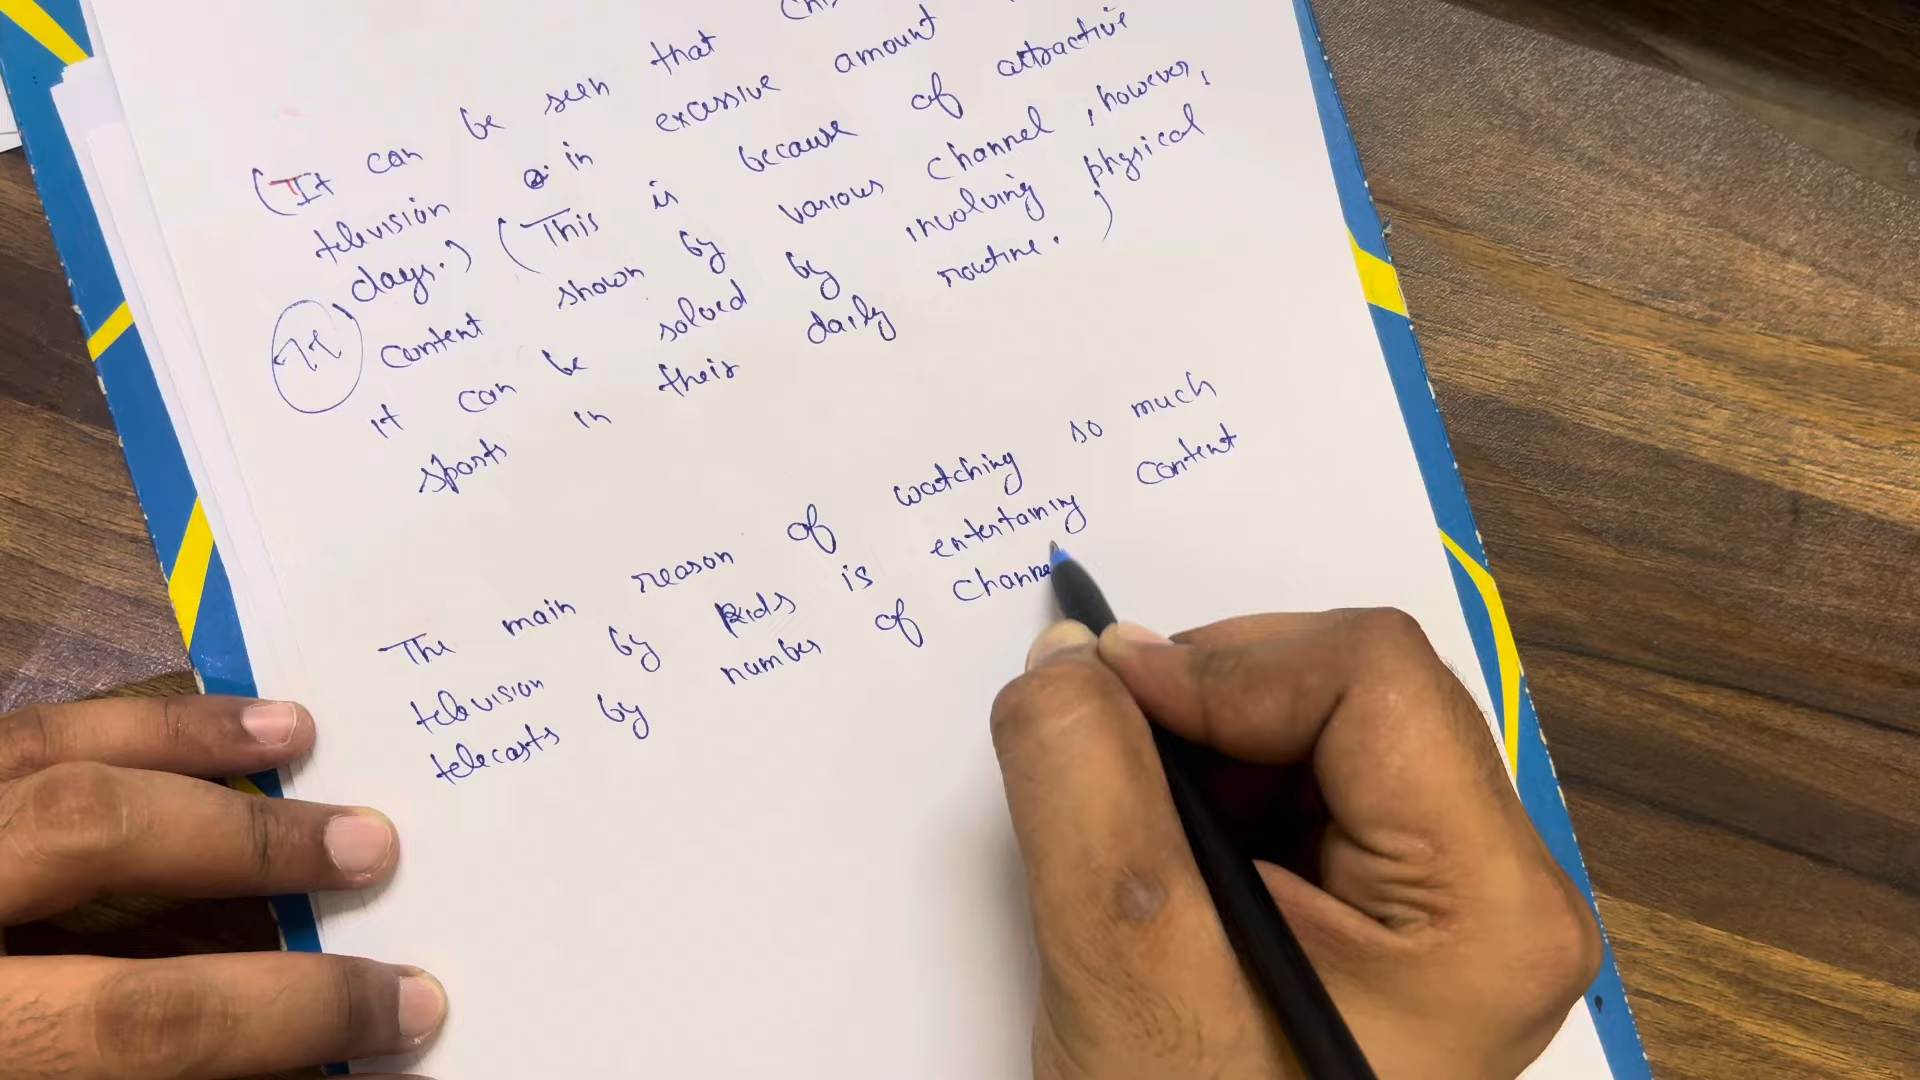 (It can be seen that
television in excessive amount
days.) (This is because of attractive
content shown by various channel, however,
it can be solved by involving physical
sports in their daily routine.)
The main reason of watching so much
television by kids is entertaining content
telecasts by number of channe